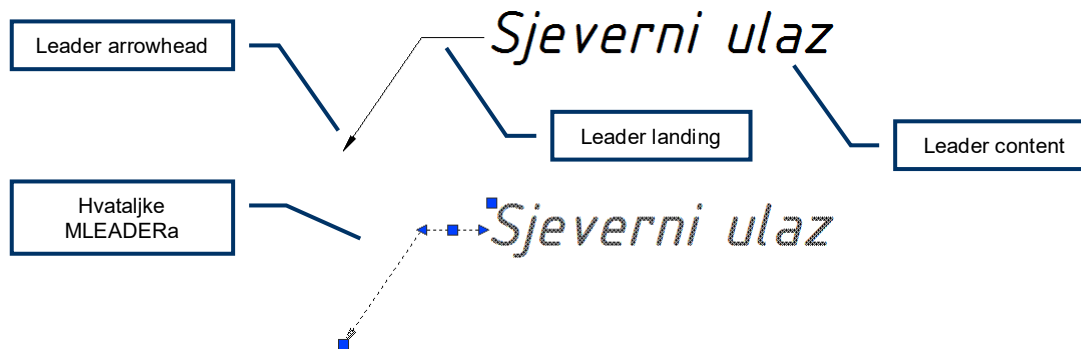 Leader arrowhead
Sjeverni ulaz
Leader landing
Leader content
Hvataljke
MLEADERa
Sjeverni ulaz